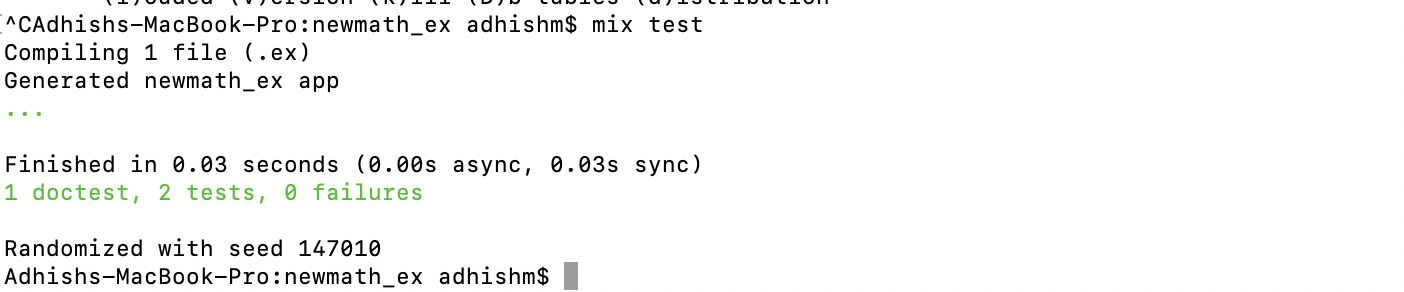 ^CAdhishs-MacBook-Pro:newmath_ex adhishm$ mix test
Compiling 1 file (.ex)
Generated newmath_ex app
...
Finished in 0.03 seconds (0.00s async, 0.03s sync)
1 doctest, 2 tests, 0 failures
Randomized with seed 147010
Adhishs-MacBook-Pro:newmath_ex adhishm$